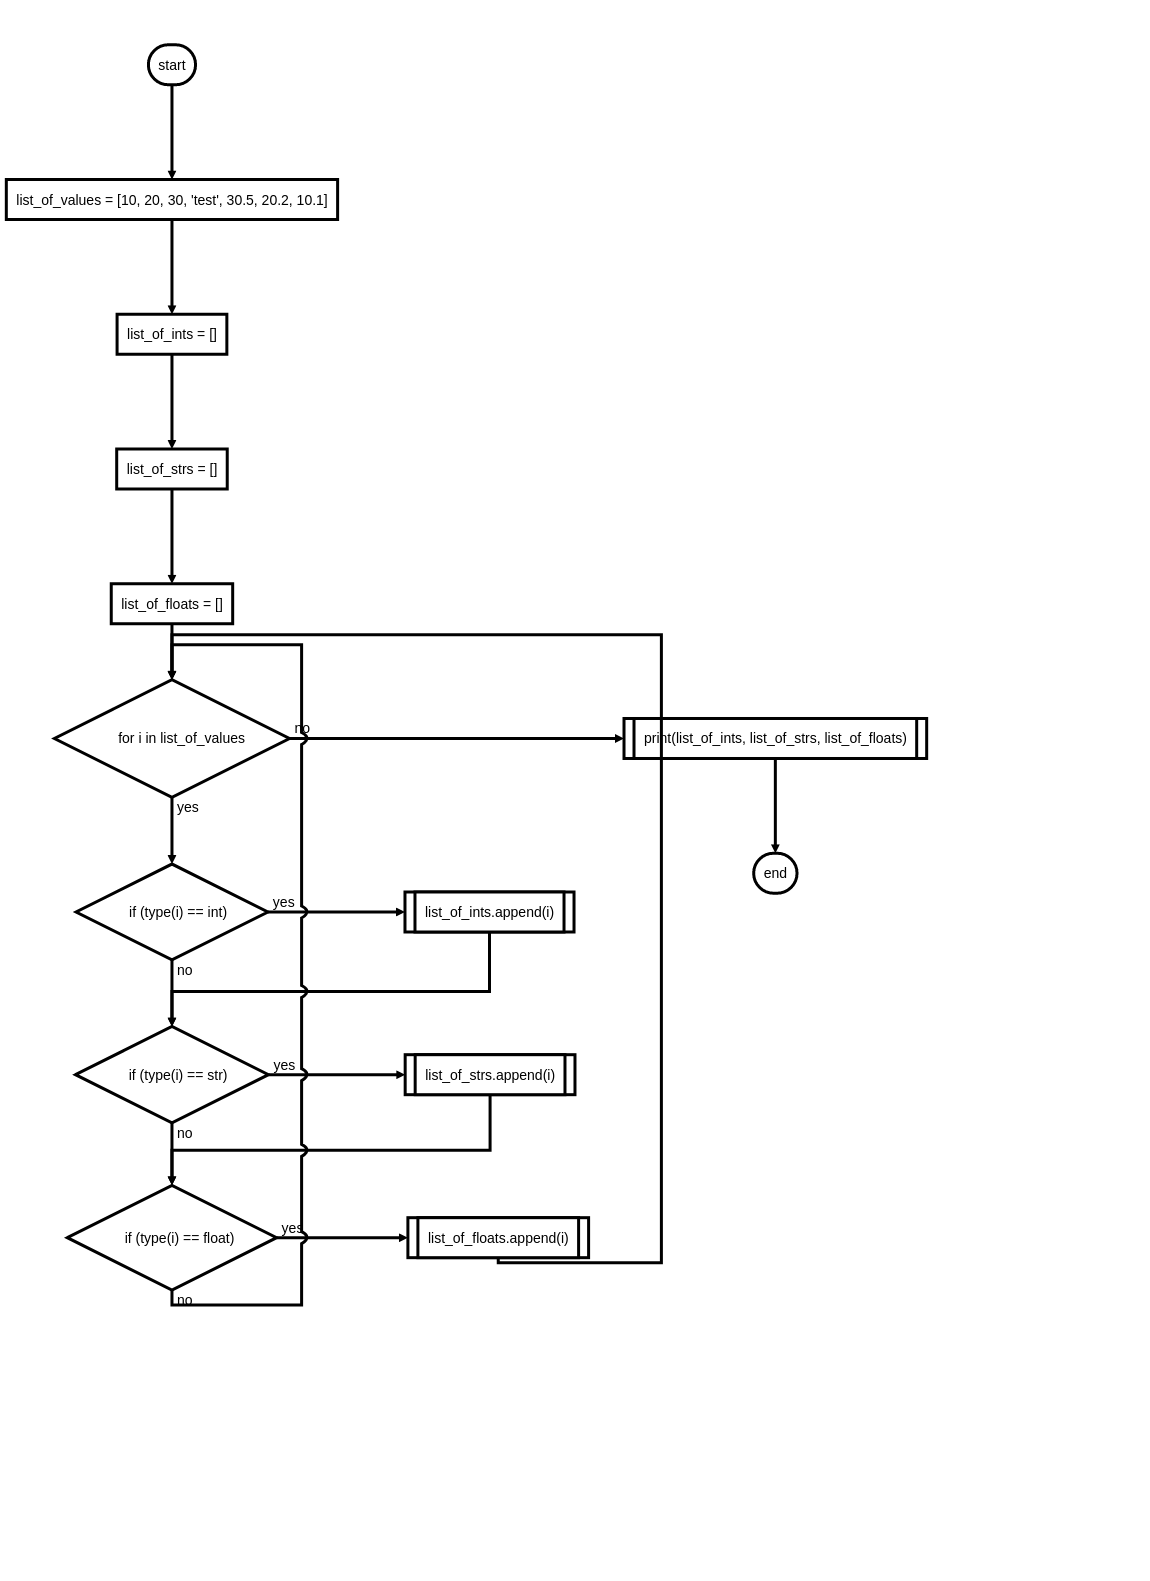 start
list_of_values = [10, 20, 30, 'test', 30.5, 20.2, 10.1]
list_of_ints = []
list_of_strs = []
list_of_floats = []
for i in list_of_values
no
print(list_of_ints, list_of_strs, list_of_floats)
yes
end
if (type(i) == int)
yes
list_of_ints.append(i)
no
if (type(i) == str)
yes
list_of_strs.append(i)
no
if (type(i) == float)
yes
list_of_floats.append(i)
no